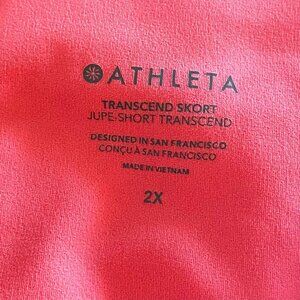 ATHLETA
TRANSCEND SKORT
JUPE-SHORT TRANSCEND
DESIGNED IN SAN FRANCISCO
CONÇU À SAN FRANCISCO
MADE IN VIETNAM
2X